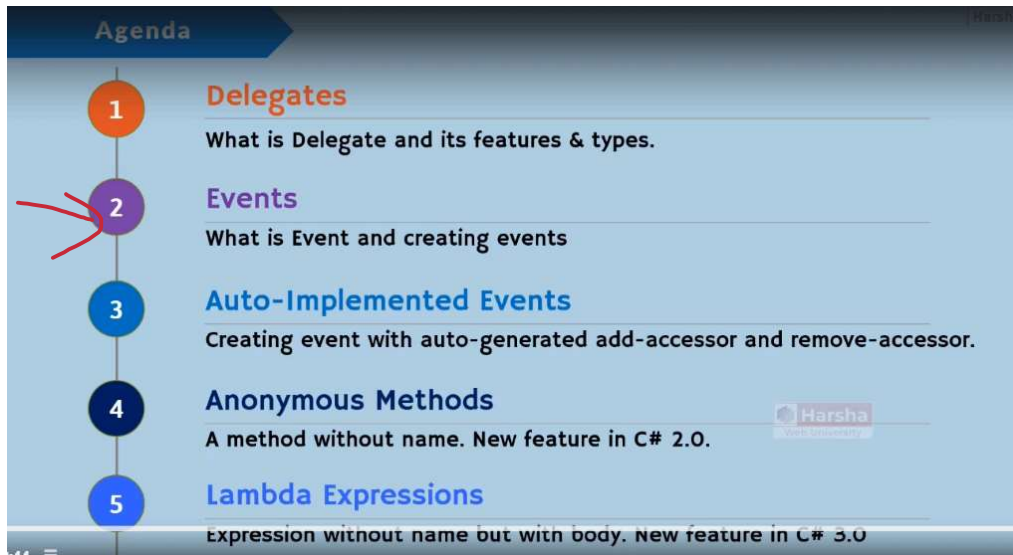 Agenda
Harsh
1
Delegates
What is Delegate and its features & types.
2
Events
What is Event and creating events
3
Auto-Implemented Events
Creating event with auto-generated add-accessor and remove-accessor.
4
Anonymous Methods
Harsha
Web University
A method without name. New feature in C# 2.0.
5
Lambda Expressions
Expression without name but with body. New feature in C# 3.0